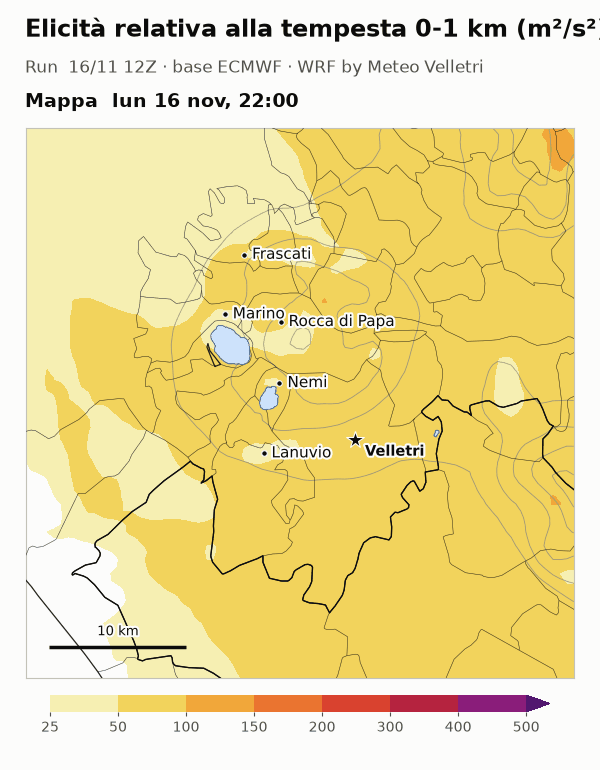 Elicità relativa alla tempesta 0-1 km (m²/s²)
Run  16/11 12Z · base ECMWF · WRF by Meteo Velletri
Mappa  lun 16 nov, 22:00
Frascati
Marino
Rocca di Papa
Nemi
Velletri
Lanuvio
10 km
25 50 100 150 200 300 400 500